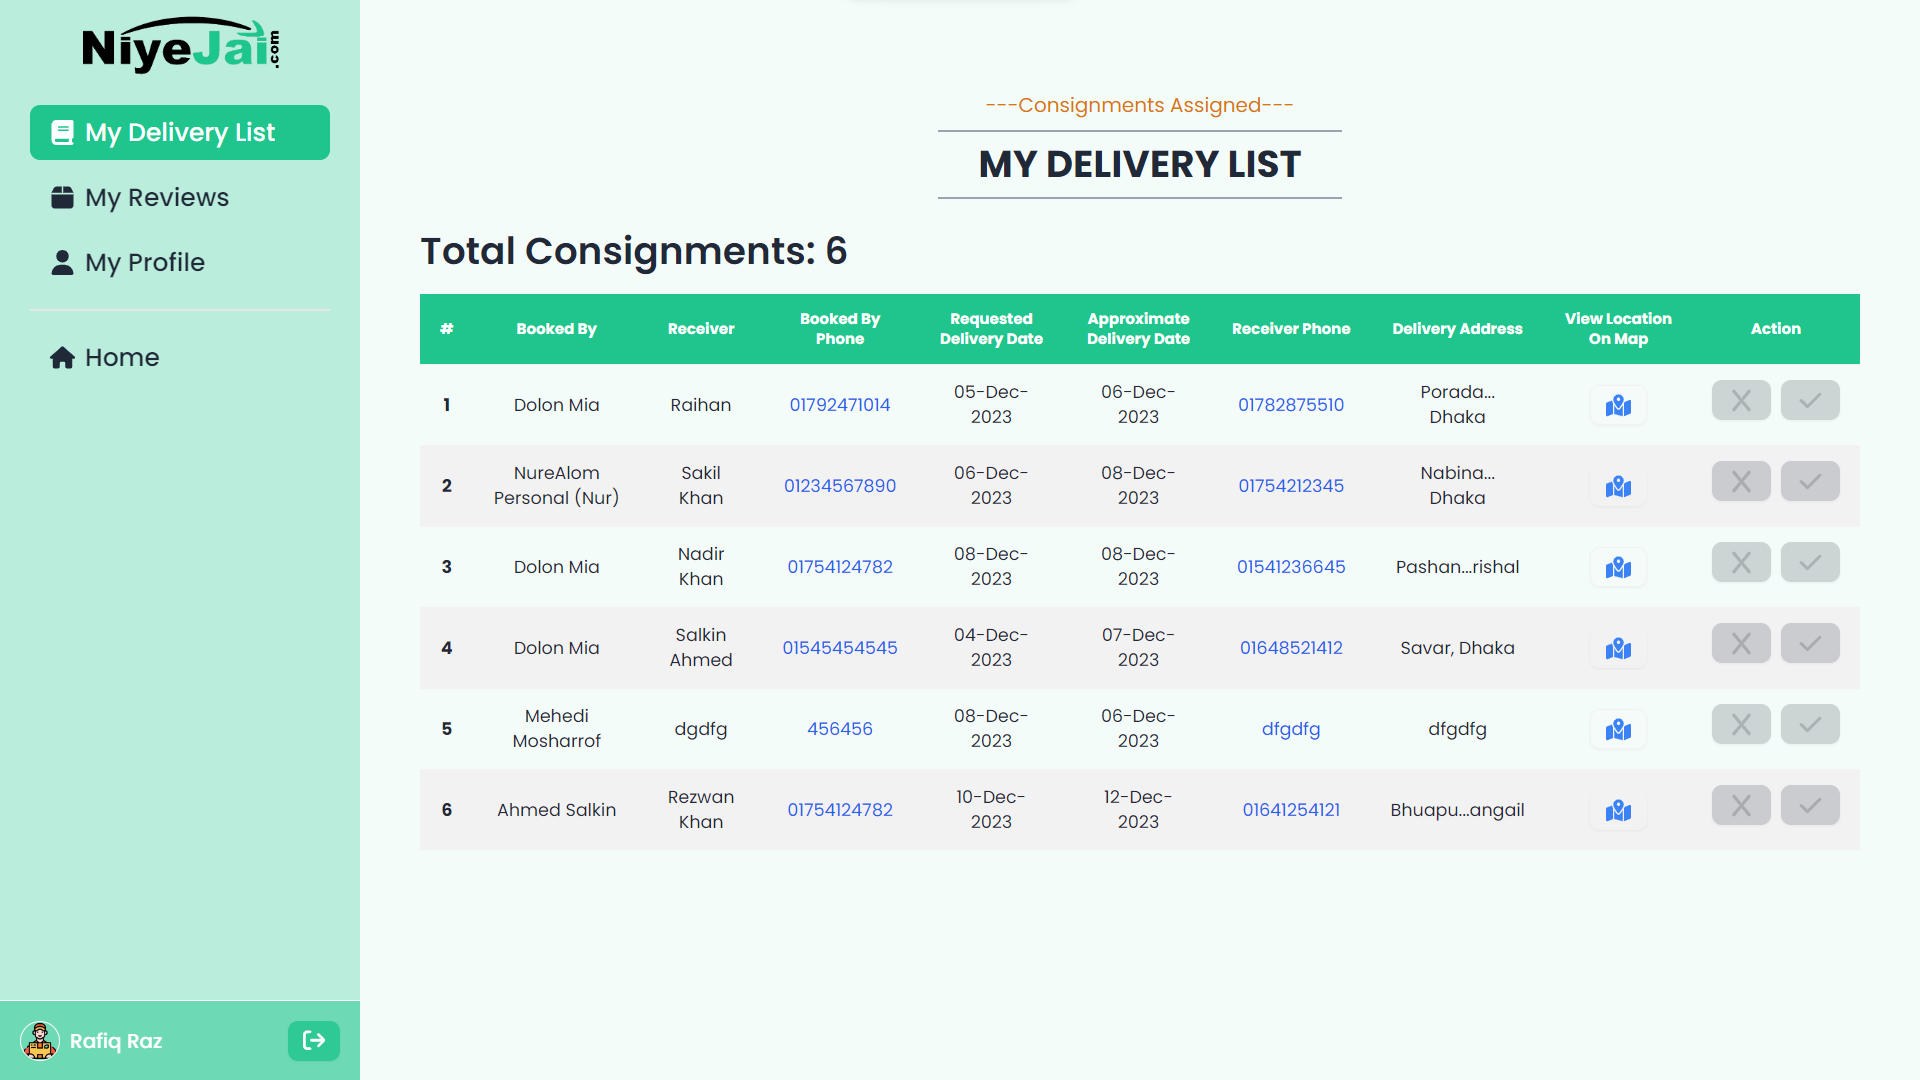 NiyeJai.com
My Delivery List
My Reviews
My Profile
Home
Rafiq Raz
---Consignments Assigned---
MY DELIVERY LIST
Total Consignments: 6
# Booked By Receiver Booked By Phone Requested Delivery Date Approximate Delivery Date Receiver Phone Delivery Address View Location On Map Action
1 Dolon Mia Raihan 01792471014 05-Dec-2023 06-Dec-2023 01782875510 Porada... Dhaka
2 NureAlom Personal (Nur) Sakil Khan 01234567890 06-Dec-2023 08-Dec-2023 01754212345 Nabina... Dhaka
3 Dolon Mia Nadir Khan 01754124782 08-Dec-2023 08-Dec-2023 01541236645 Pashan...rishal
4 Dolon Mia Salkin Ahmed 01545454545 04-Dec-2023 07-Dec-2023 01648521412 Savar, Dhaka
5 Mehedi Mosharrof dgdfg 456456 08-Dec-2023 06-Dec-2023 dfgdfg dfgdfg
6 Ahmed Salkin Rezwan Khan 01754124782 10-Dec-2023 12-Dec-2023 01641254121 Bhuapu...angail